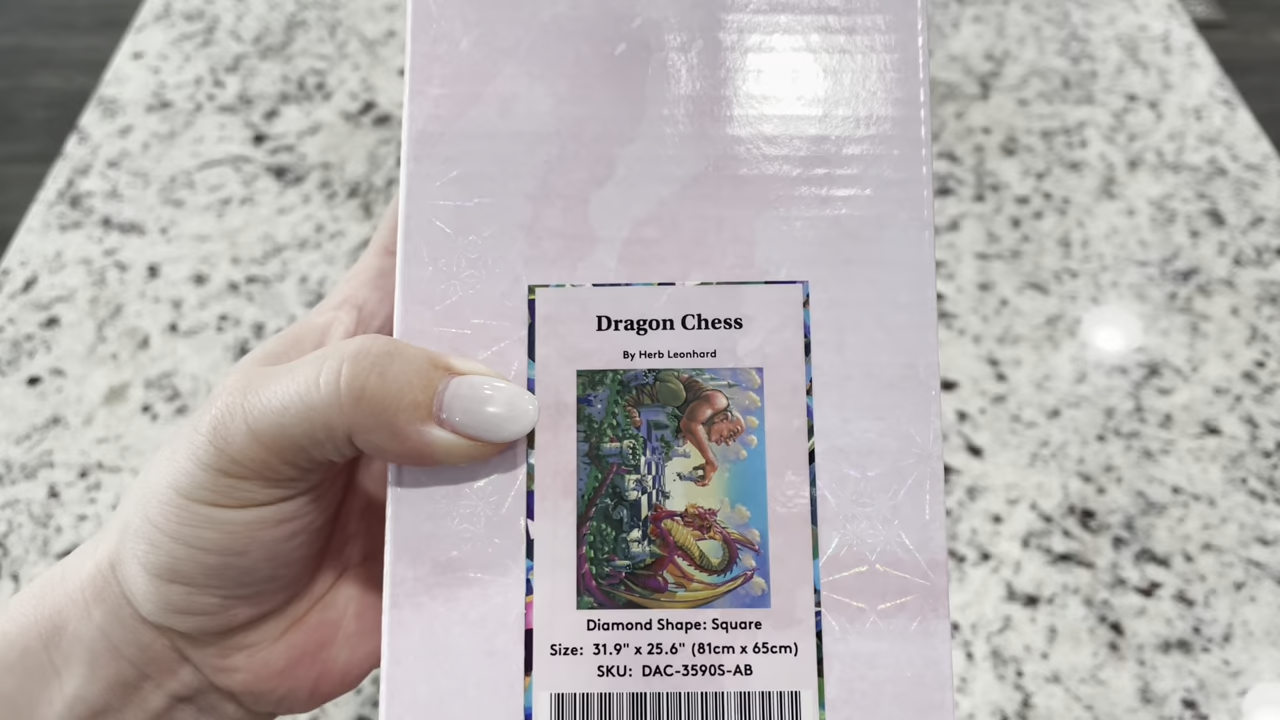 Dragon Chess
By Herb Leonhard
Diamond Shape: Square
Size: 31.9" x 25.6" (81cm x 65cm)
SKU: DAC-3590S-AB